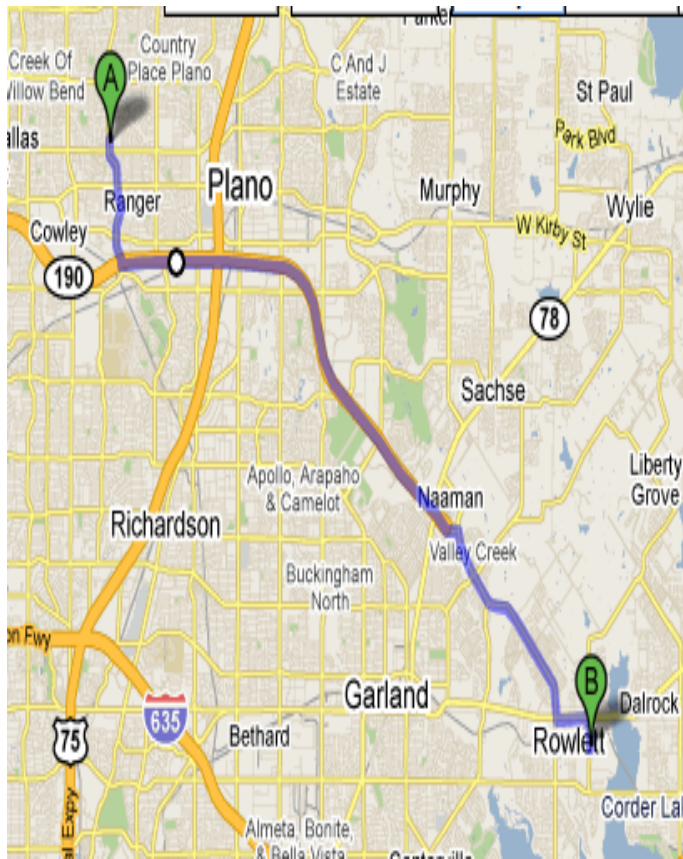 Parker
Country
Place Plano
Creek Of
Willow Bend
C And J
Estate
St Paul
A
Park Blvd
allas
Plano
Ranger
Murphy
Wylie
Cowley
W Kirby St
190
78
Sachse
Liberty
Grove
Apollo, Arapaho
& Camelot
Naaman
Richardson
Valley Creek
Buckingham
North
on Fwy
B
Garland
Dalrock
635
75
Bethard
Rowlett
Corder Lal
al Expy
Almeta, Bonite,
& Bella Vista
Centerville